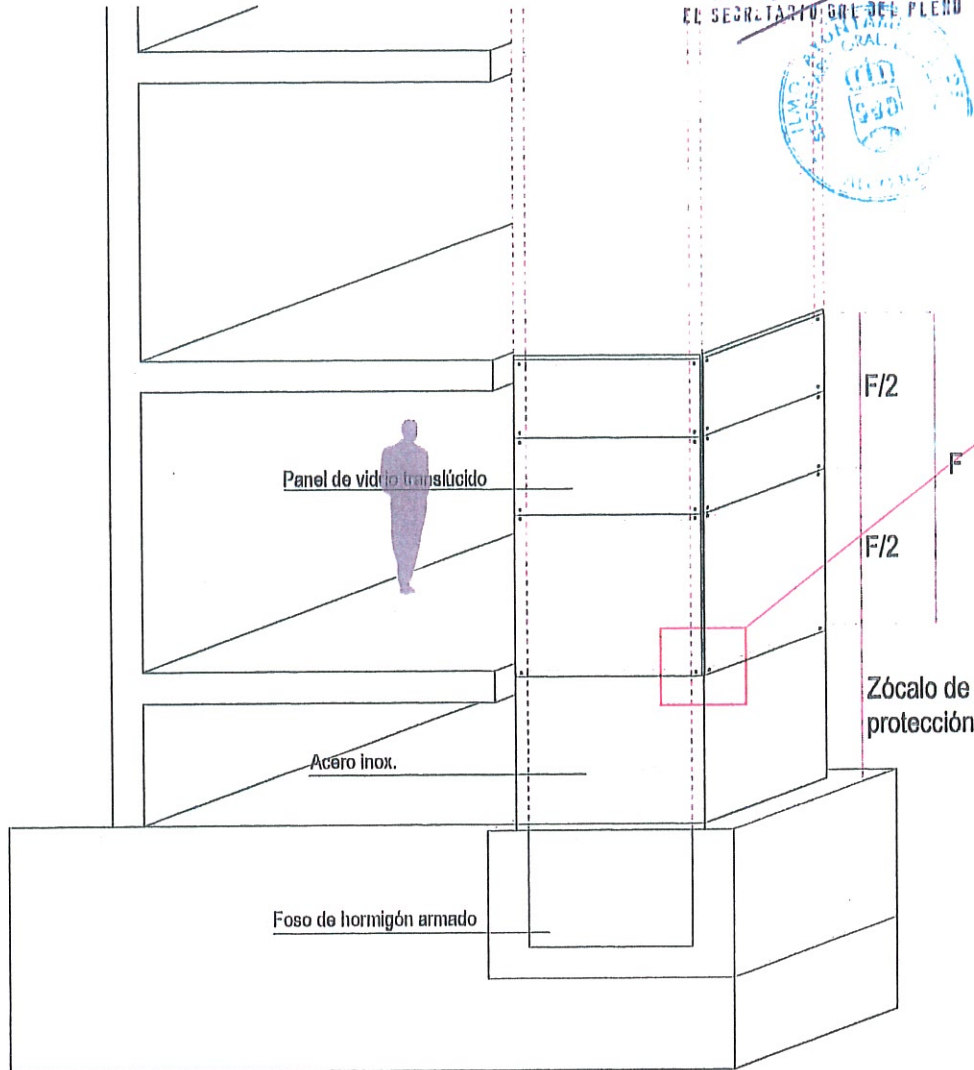 EL SECRETARIO GRL DEL PLENO
F/2
Panel de vidrio translúcido
F
F/2
Zócalo de
protección
Acero inox.
Foso de hormigón armado